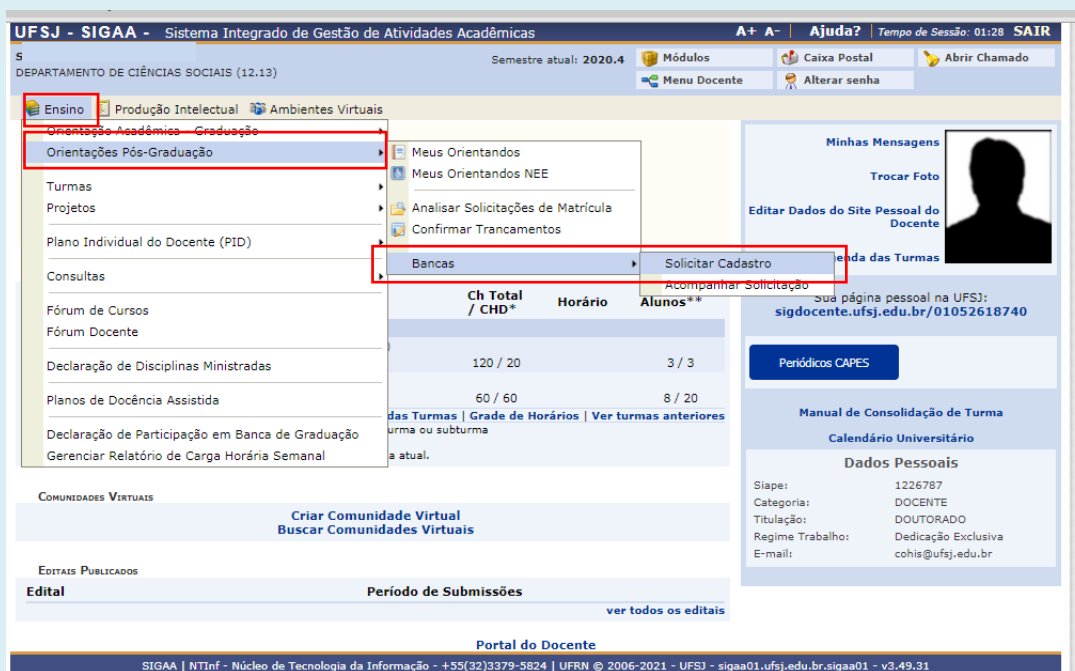 UFSJ - SIGAA - Sistema Integrado de Gestão de Atividades Acadêmicas A+ A- | Ajuda? | Tempo de Sessão: 01:28 SAIR
S
DEPARTAMENTO DE CIÊNCIAS SOCIAIS (12.13)
Semestre atual: 2020.4
Módulos
Caixa Postal
Abrir Chamado
Menu Docente
Alterar senha
Ensino Produção Intelectual Ambientes Virtuais
Orientação Acadêmica - Graduação
Orientações Pós-Graduação
Turmas
Projetos
Plano Individual do Docente (PID)
Consultas
Fórum de Cursos
Fórum Docente
Declaração de Disciplinas Ministradas
Planos de Docência Assistida
Declaração de Participação em Banca de Graduação
Gerenciar Relatório de Carga Horária Semanal
Meus Orientandos
Meus Orientandos NEE
Analisar Solicitações de Matrícula
Confirmar Trancamentos
Bancas
Solicitar Cadastro
Acompanhar Solicitação
Ch Total / CHD*
Horário
Alunos**
120 / 20 3 / 3
60 / 60 8 / 20
das Turmas | Grade de Horários | Ver turmas anteriores
urma ou subturma
a atual.
Comunidades Virtuais
Criar Comunidade Virtual
Buscar Comunidades Virtuais
Editais Publicados
Edital Período de Submissões
ver todos os editais
Minhas Mensagens
Trocar Foto
Editar Dados do Site Pessoal do
Docente
enda das Turmas
Sua página pessoal na UFSJ:
sigdocente.ufsj.edu.br/01052618740
Periódicos CAPES
Manual de Consolidação de Turma
Calendário Universitário
Dados Pessoais
Siape: 1226787
Categoria: DOCENTE
Titulação: DOUTORADO
Regime Trabalho: Dedicação Exclusiva
E-mail: cohis@ufsj.edu.br
Portal do Docente
SIGAA | NTInf - Núcleo de Tecnologia da Informação - +55(32)3379-5824 | UFRN © 2006-2021 - UFSJ - sigaa01.ufsj.edu.br.sigaa01 - v3.49.31